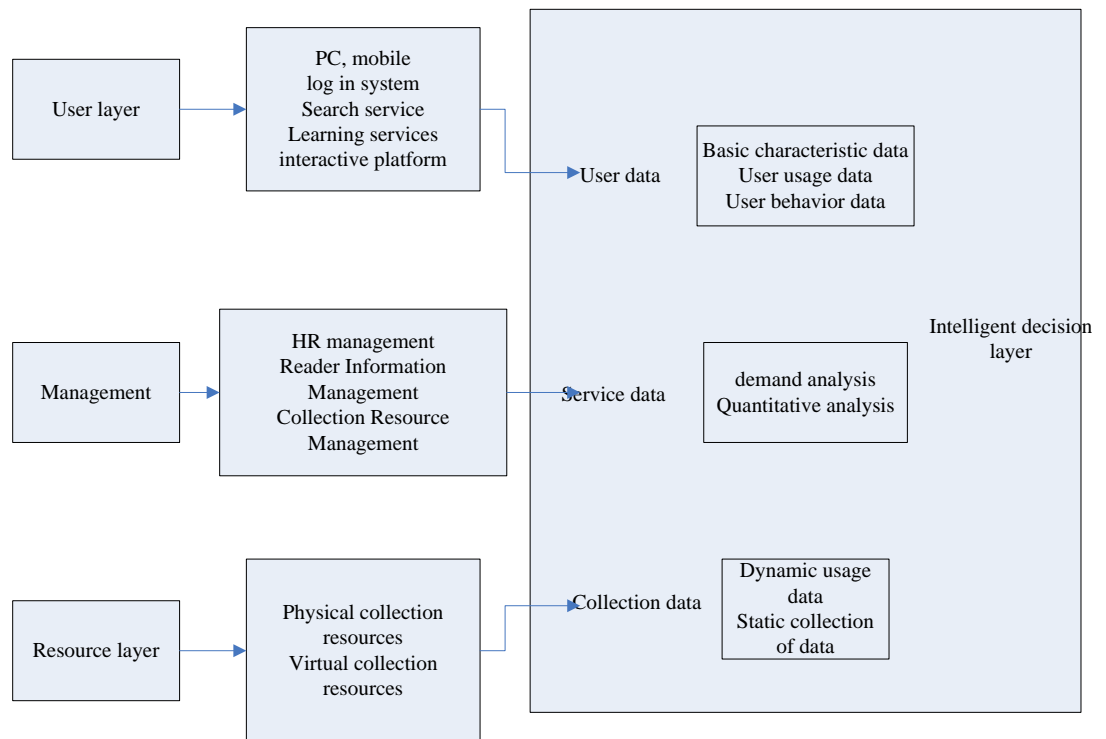 User layer
PC, mobile
log in system
Search service
Learning services
interactive platform
User data
Basic characteristic data
User usage data
User behavior data
Management
HR management
Reader Information
Management
Collection Resource
Management
Service data
demand analysis
Quantitative analysis
Intelligent decision
layer
Resource layer
Physical collection
resources
Virtual collection
resources
Collection data
Dynamic usage
data
Static collection
of data